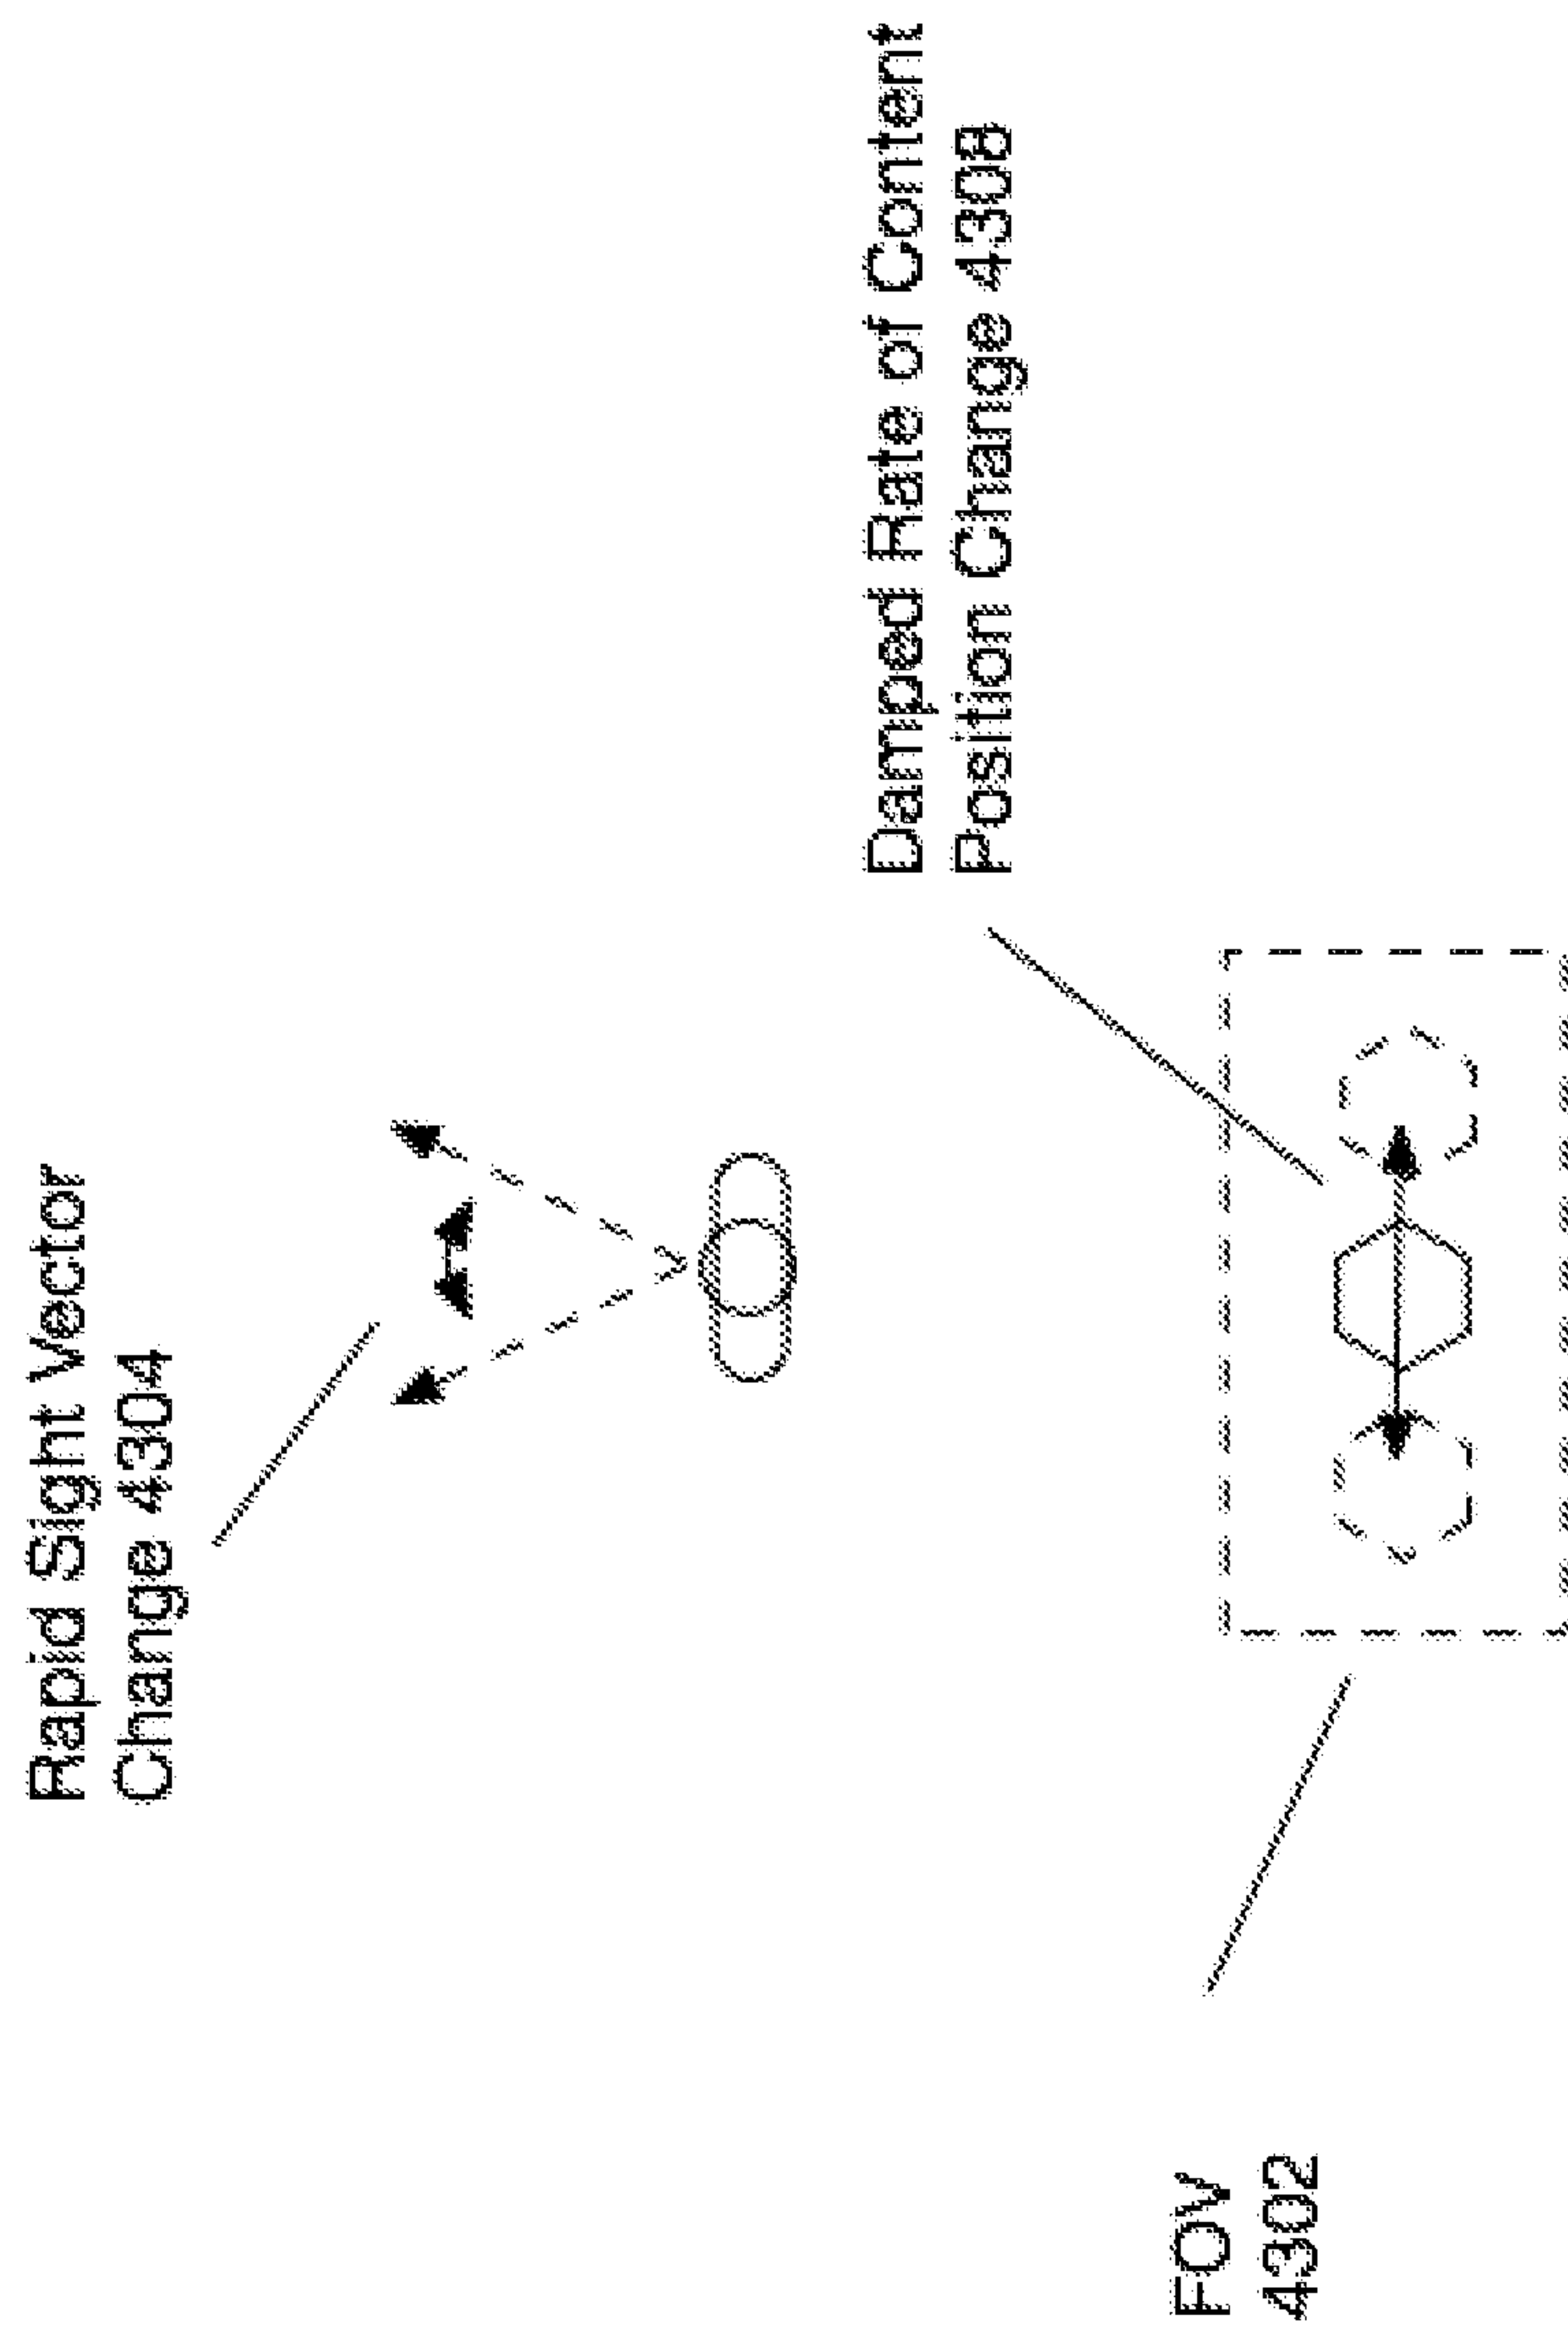 Rapid Sight Vector
Change 4304
Damped Rate of Content
Position Change 4308
FOV
4302